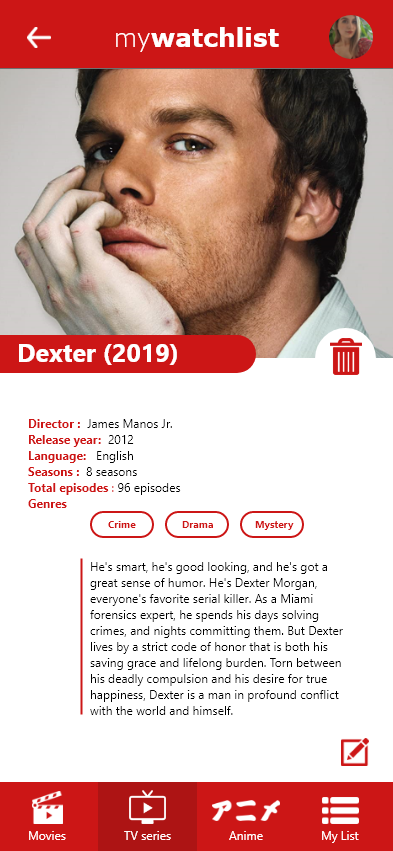 mywatchlist
Dexter (2019)
Director : James Manos Jr.
Release year: 2012
Language: English
Seasons : 8 seasons
Total episodes : 96 episodes
Genres
Crime Drama Mystery
He's smart, he's good looking, and he's got a
great sense of humor. He's Dexter Morgan,
everyone's favorite serial killer. As a Miami
forensics expert, he spends his days solving
crimes, and nights committing them. But Dexter
lives by a strict code of honor that is both his
saving grace and lifelong burden. Torn between
his deadly compulsion and his desire for true
happiness, Dexter is a man in profound conflict
with the world and himself.
アニメ
Movies TV series Anime My List